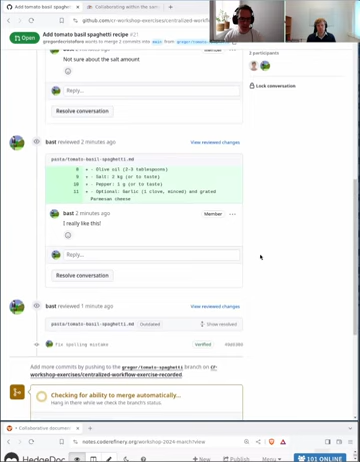 Add tomato basil spaghe
Collaborating within the sam
github.com/cr-workshop-exercises/centralized-workfl
Open
Add tomato basil spaghetti recipe #21
wants to merge 2 commits into main from
2 participants
Lock conversation
Not sure about the salt amount
Reply...
Resolve conversation
bast reviewed 2 minutes ago
View reviewed changes
pasta/tomato-basil-spaghetti.md
8 + - Olive oil (2-3 tablespoons)
9 + - Salt: 2 kg (or to taste)
10 + - Pepper: 1 g (or to taste)
11 + - Optional: Garlic (1 clove, minced) and grated
Parmesan cheese
bast 2 minutes ago
Member
I really like this!
Reply...
Resolve conversation
bast reviewed 1 minute ago
View reviewed changes
pasta/tomato-basil-spaghetti.md
Outdated
Show resolved
fix spelling mistake
Verified
Add more commits by pushing to the gregor/tomato-spaghetti branch on cr-
workshop-exercises/centralized-workflow-exercise-recorded.
Checking for ability to merge automatically...
Hang in there while we check the branch's status.
Collaborative documen
notes.coderefinery.org/workshop-2024-march?view
HedgeDoc
New
Publish
Menu
101 ONLINE